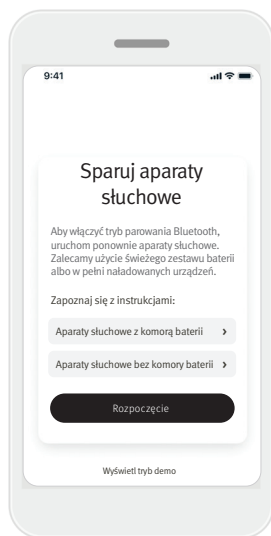 9:41
Sparuj aparaty
słuchowe
Aby włączyć tryb parowania Bluetooth,
uruchom ponownie aparaty słuchowe.
Zalecamy użycie świeżego zestawu baterii
albo w pełni naładowanych urządzeń.
Zapoznaj się z instrukcjami:
Aparaty słuchowe z komorą baterii
Aparaty słuchowe bez komory baterii
Rozpoczęcie
Wyświetl tryb demo